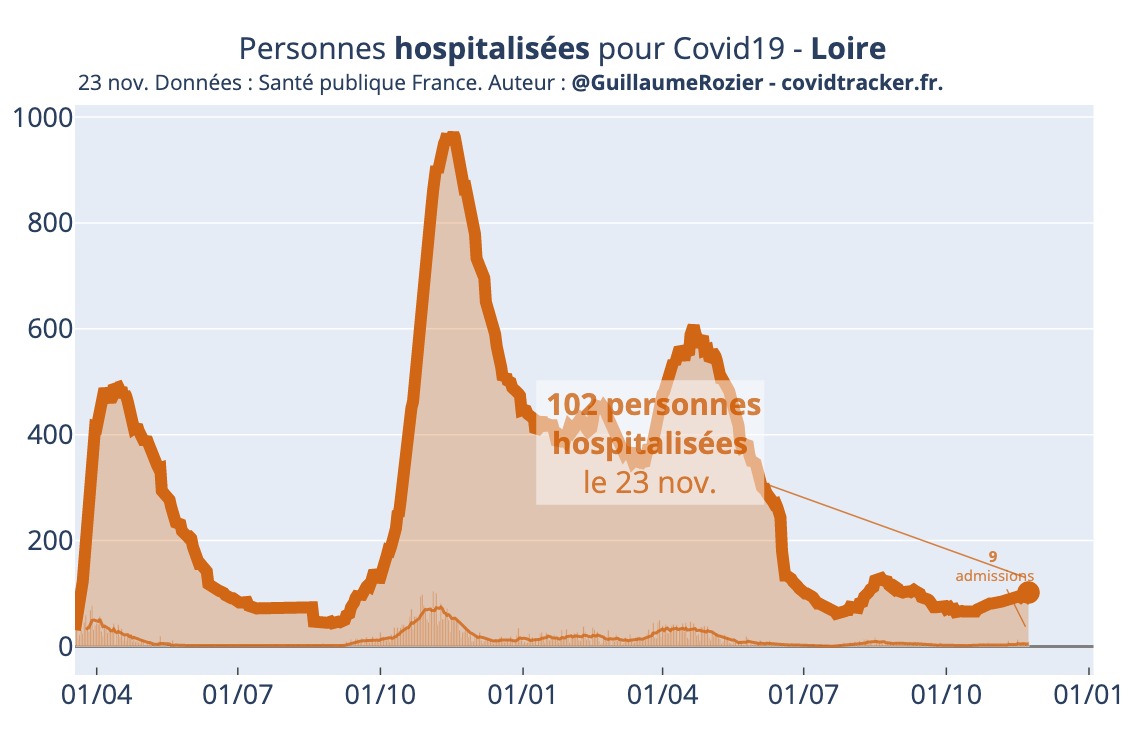 Personnes hospitalisées pour Covid19 - Loire
23 nov. Données : Santé publique France. Auteur : @GuillaumeRozier - covidtracker.fr.
1000
800
600
400
200
0
102 personnes
hospitalisées
le 23 nov.
9
admissions
01/04 01/07 01/10 01/01 01/04 01/07 01/10 01/01